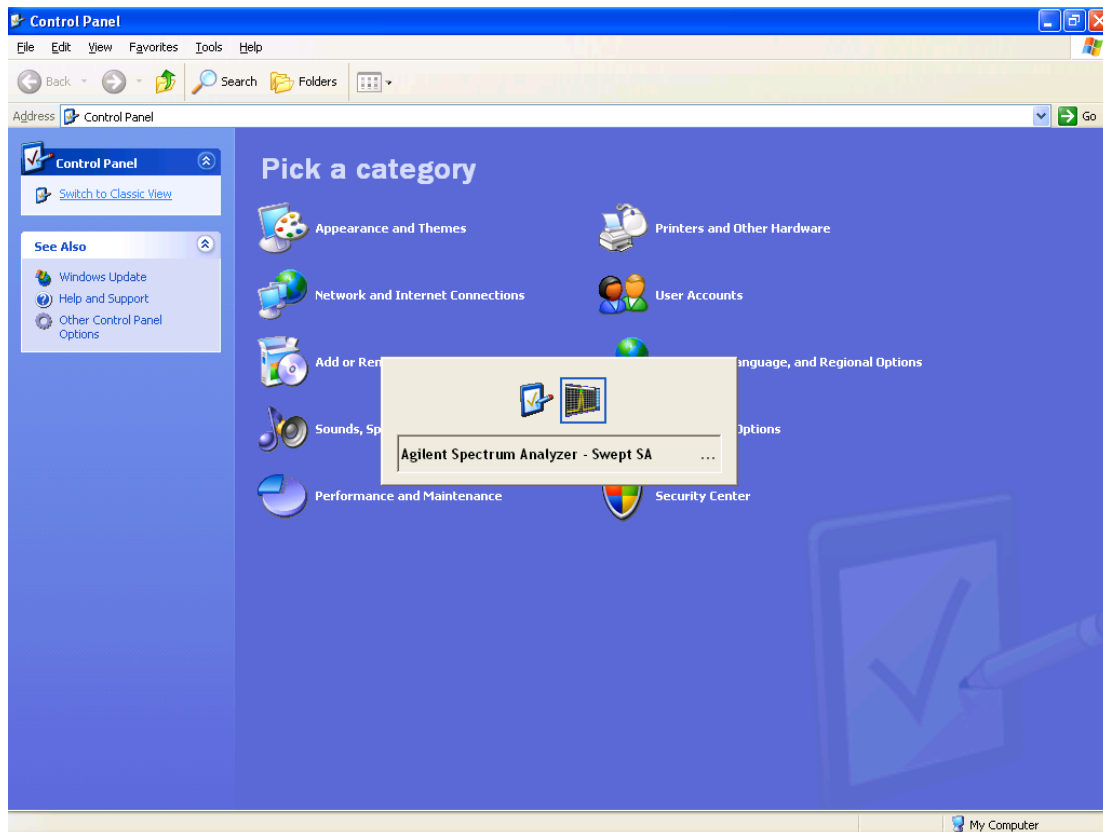 Control Panel
File Edit View Favorites Tools Help
Back Search Folders
Address Control Panel Go
Control Panel
Switch to Classic View
See Also
Windows Update
Help and Support
Other Control Panel
Options
Pick a category
Appearance and Themes
Printers and Other Hardware
Network and Internet Connections
User Accounts
Add or Ren
anguage, and Regional Options
Sounds, Sp
Options
Agilent Spectrum Analyzer - Swept SA ...
Performance and Maintenance
Security Center
My Computer